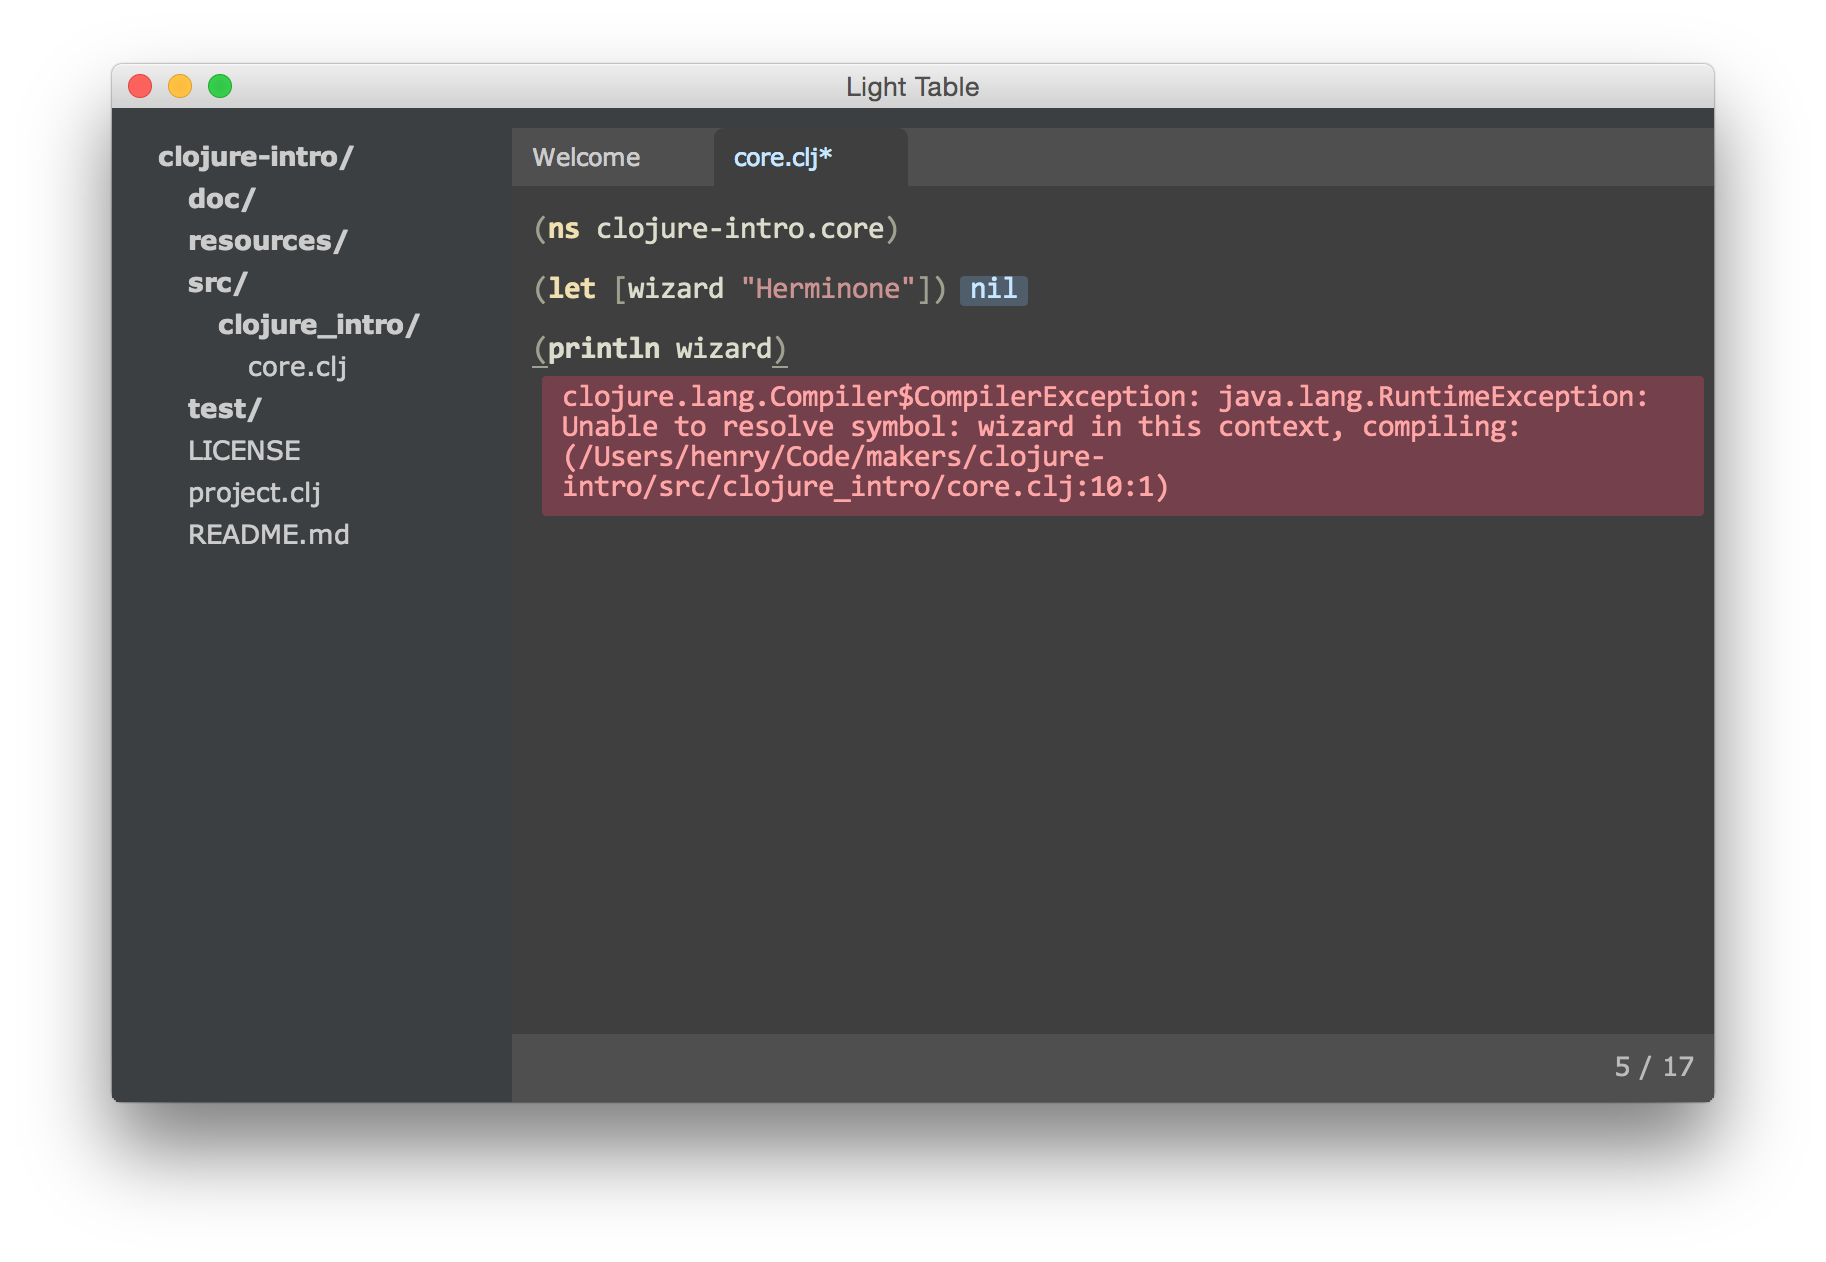 Light Table
clojure-intro/
doc/
resources/
src/
clojure_intro/
core.clj
test/
LICENSE
project.clj
README.md
Welcome
core.clj*
(ns clojure-intro.core)
(let [wizard "Herminone"]) nil
(println wizard)
clojure.lang.Compiler$CompilerException: java.lang.RuntimeException:
Unable to resolve symbol: wizard in this context, compiling:
(/Users/henry/Code/makers/clojure-
intro/src/clojure_intro/core.clj:10:1)
5 / 17